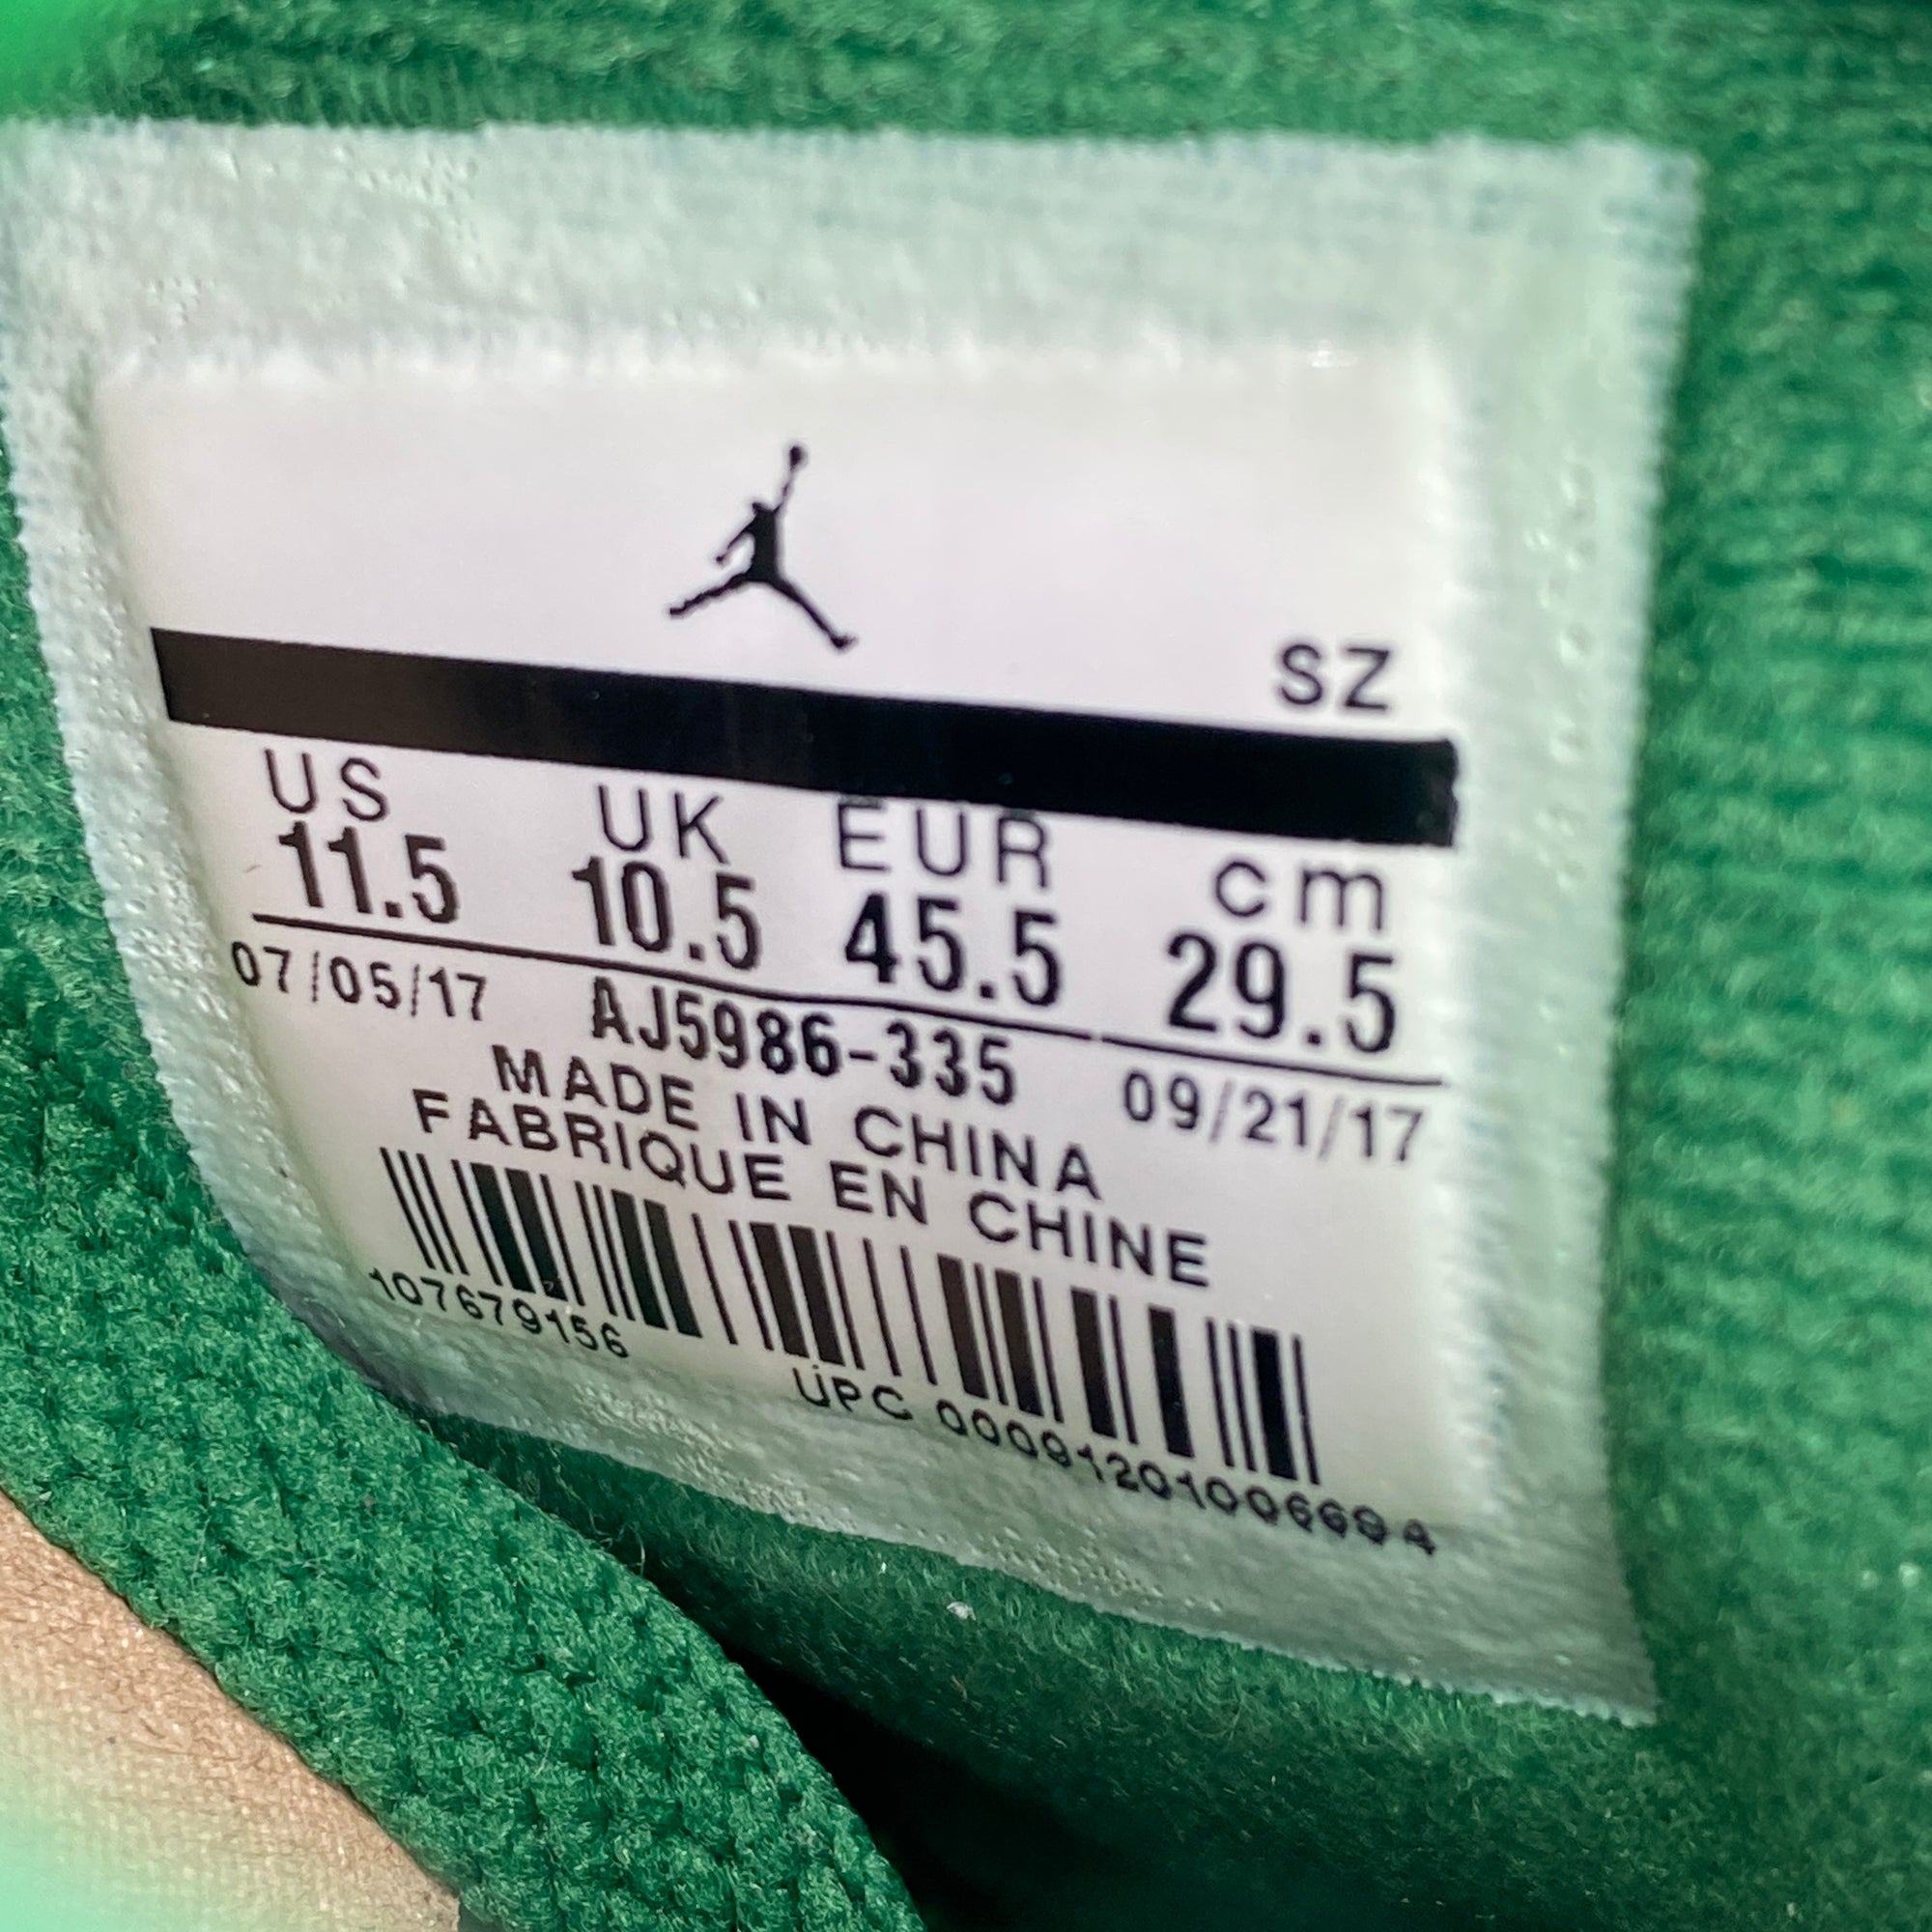 SZ
US UK EUR cm
11.5 10.5 45.5 29.5
07/05/17 AJ5986-335 09/21/17
MADE IN CHINA
FABRIQUE EN CHINE
107679156
UPC 00091201006694